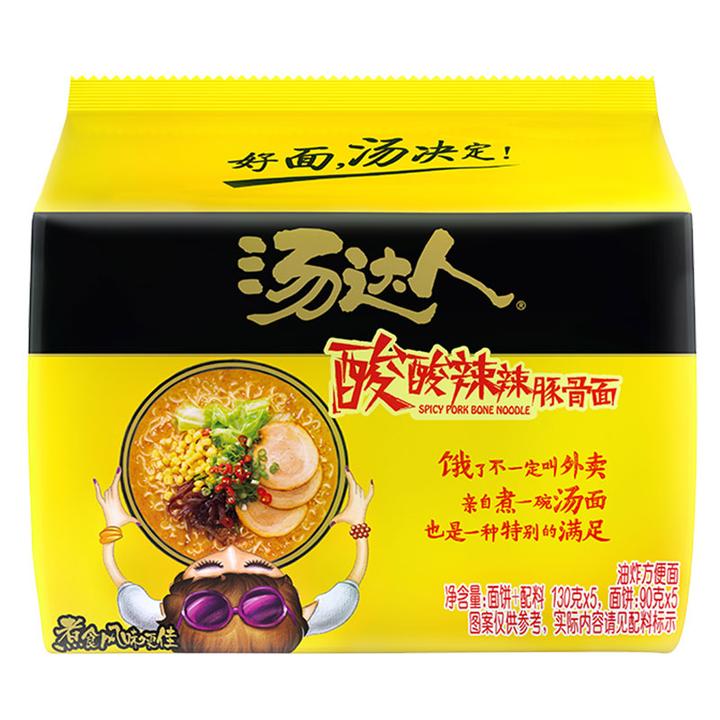 好面,汤决定!
汤达人®
酸酸辣辣豚骨面
SPICY PORK BONE NOODLE
饿了不一定叫外卖
亲自煮一碗汤面
也是一种特别的满足
油炸方便面
净含量:面饼+配料 130克x5, 面饼:90克x5
图案仅供参考, 实际内容请见配料标示
煮食风味更佳